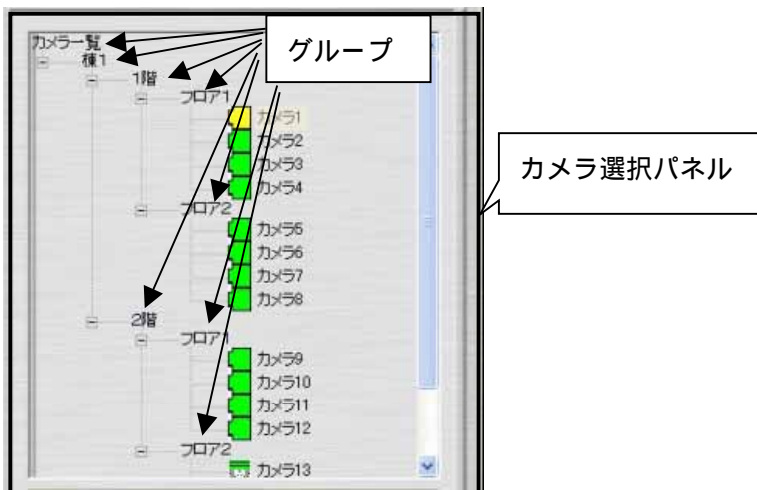 カメラ一覧
グループ
棟1
1階
フロア1
カメラ1
カメラ2
カメラ3
カメラ4
カメラ選択パネル
フロア2
カメラ5
カメラ6
カメラ7
カメラ8
2階
フロア1
カメラ9
カメラ10
カメラ11
カメラ12
フロア2
カメラ13